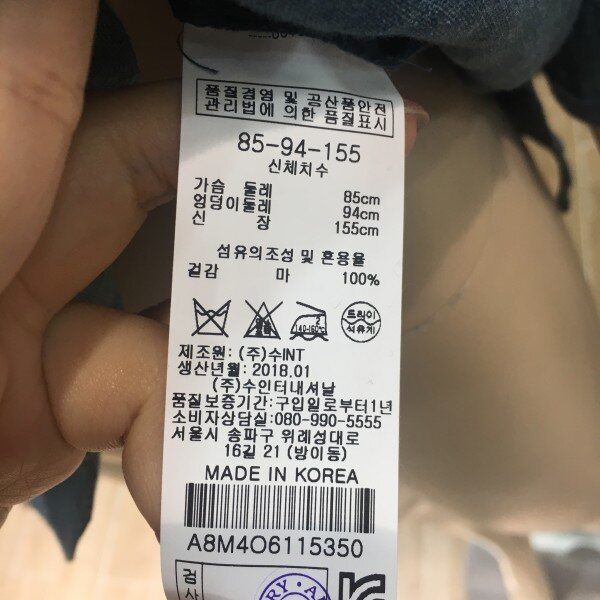 품질경영 및 공산품안전
관리법에 의한 품질표시
85-94-155
신체치수
가슴 둘레 85cm
엉덩이둘레 94cm
신 장 155cm
섬유의조성 및 혼용율
겉감 마 100%
드라이
석유계
제조원: (주)수INT
생산년월: 2018.01
(주)수인터내셔날
품질보증기간:구입일로부터1년
소비자상담실:080-990-5555
서울시 송파구 위례성대로
16길 21 (방이동)
MADE IN KOREA
A8M4O6115350
검
사